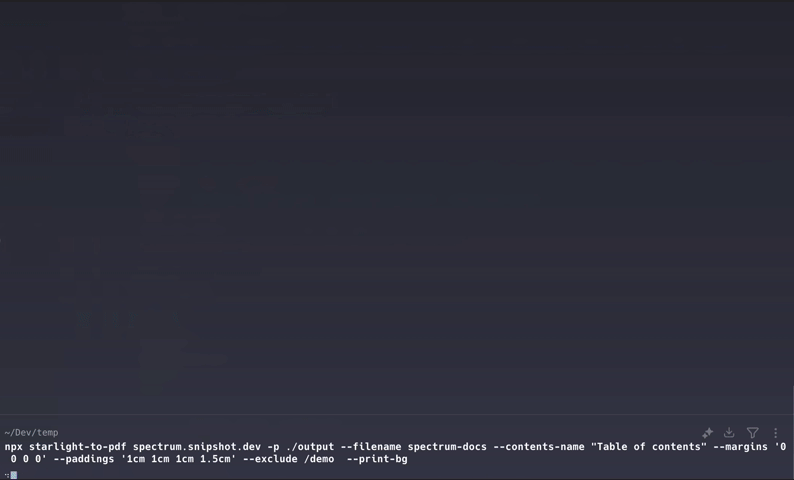 ~/Dev/temp
npx starlight-to-pdf spectrum.snipshot.dev -p ./output --filename spectrum-docs --contents-name "Table of contents" --margins '0
0 0 0' --paddings '1cm 1cm 1cm 1.5cm' --exclude /demo  --print-bg